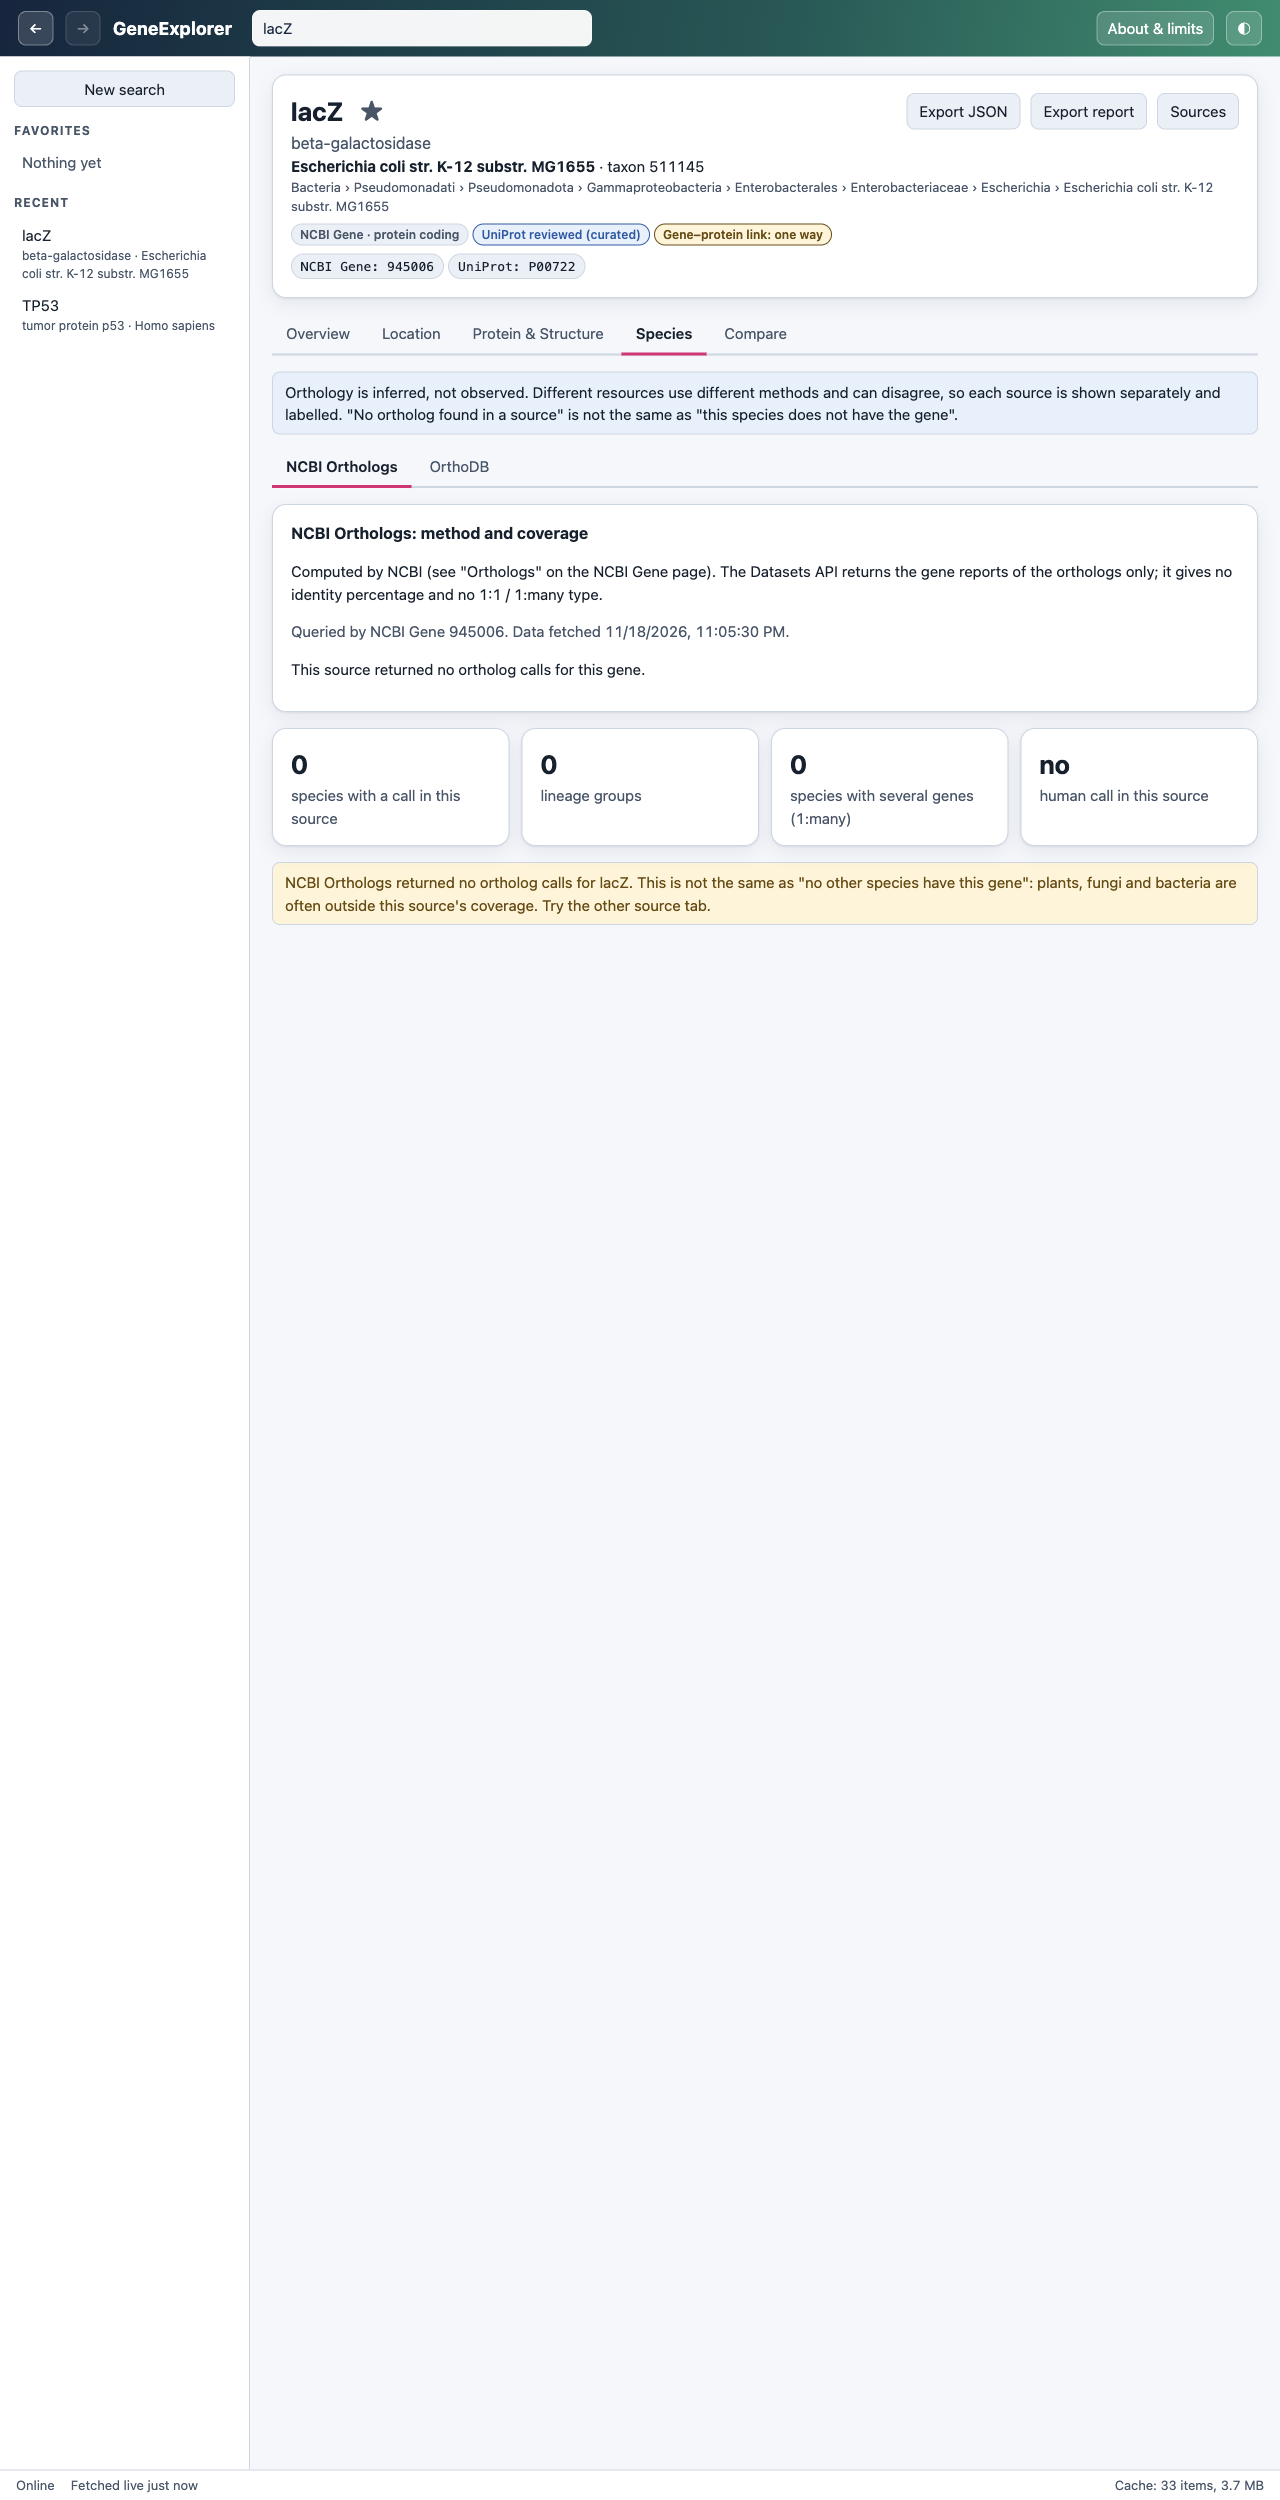 ← → GeneExplorer lacZ About & limits
New search
FAVORITES
Nothing yet
RECENT
lacZ
beta-galactosidase · Escherichia
coli str. K-12 substr. MG1655
TP53
tumor protein p53 · Homo sapiens
lacZ ★ Export JSON Export report Sources
beta-galactosidase
Escherichia coli str. K-12 substr. MG1655 · taxon 511145
Bacteria › Pseudomonadati › Pseudomonadota › Gammaproteobacteria › Enterobacterales › Enterobacteriaceae › Escherichia › Escherichia coli str. K-12
substr. MG1655
NCBI Gene · protein coding UniProt reviewed (curated) Gene–protein link: one way
NCBI Gene: 945006 UniProt: P00722
Overview Location Protein & Structure Species Compare
Orthology is inferred, not observed. Different resources use different methods and can disagree, so each source is shown separately and
labelled. "No ortholog found in a source" is not the same as "this species does not have the gene".
NCBI Orthologs OrthoDB
NCBI Orthologs: method and coverage
Computed by NCBI (see "Orthologs" on the NCBI Gene page). The Datasets API returns the gene reports of the orthologs only; it gives no
identity percentage and no 1:1 / 1:many type.
Queried by NCBI Gene 945006. Data fetched 11/18/2026, 11:05:30 PM.
This source returned no ortholog calls for this gene.
0
species with a call in this
source
0
lineage groups
0
species with several genes
(1:many)
no
human call in this source
NCBI Orthologs returned no ortholog calls for lacZ. This is not the same as "no other species have this gene": plants, fungi and bacteria are
often outside this source's coverage. Try the other source tab.
Online Fetched live just now Cache: 33 items, 3.7 MB